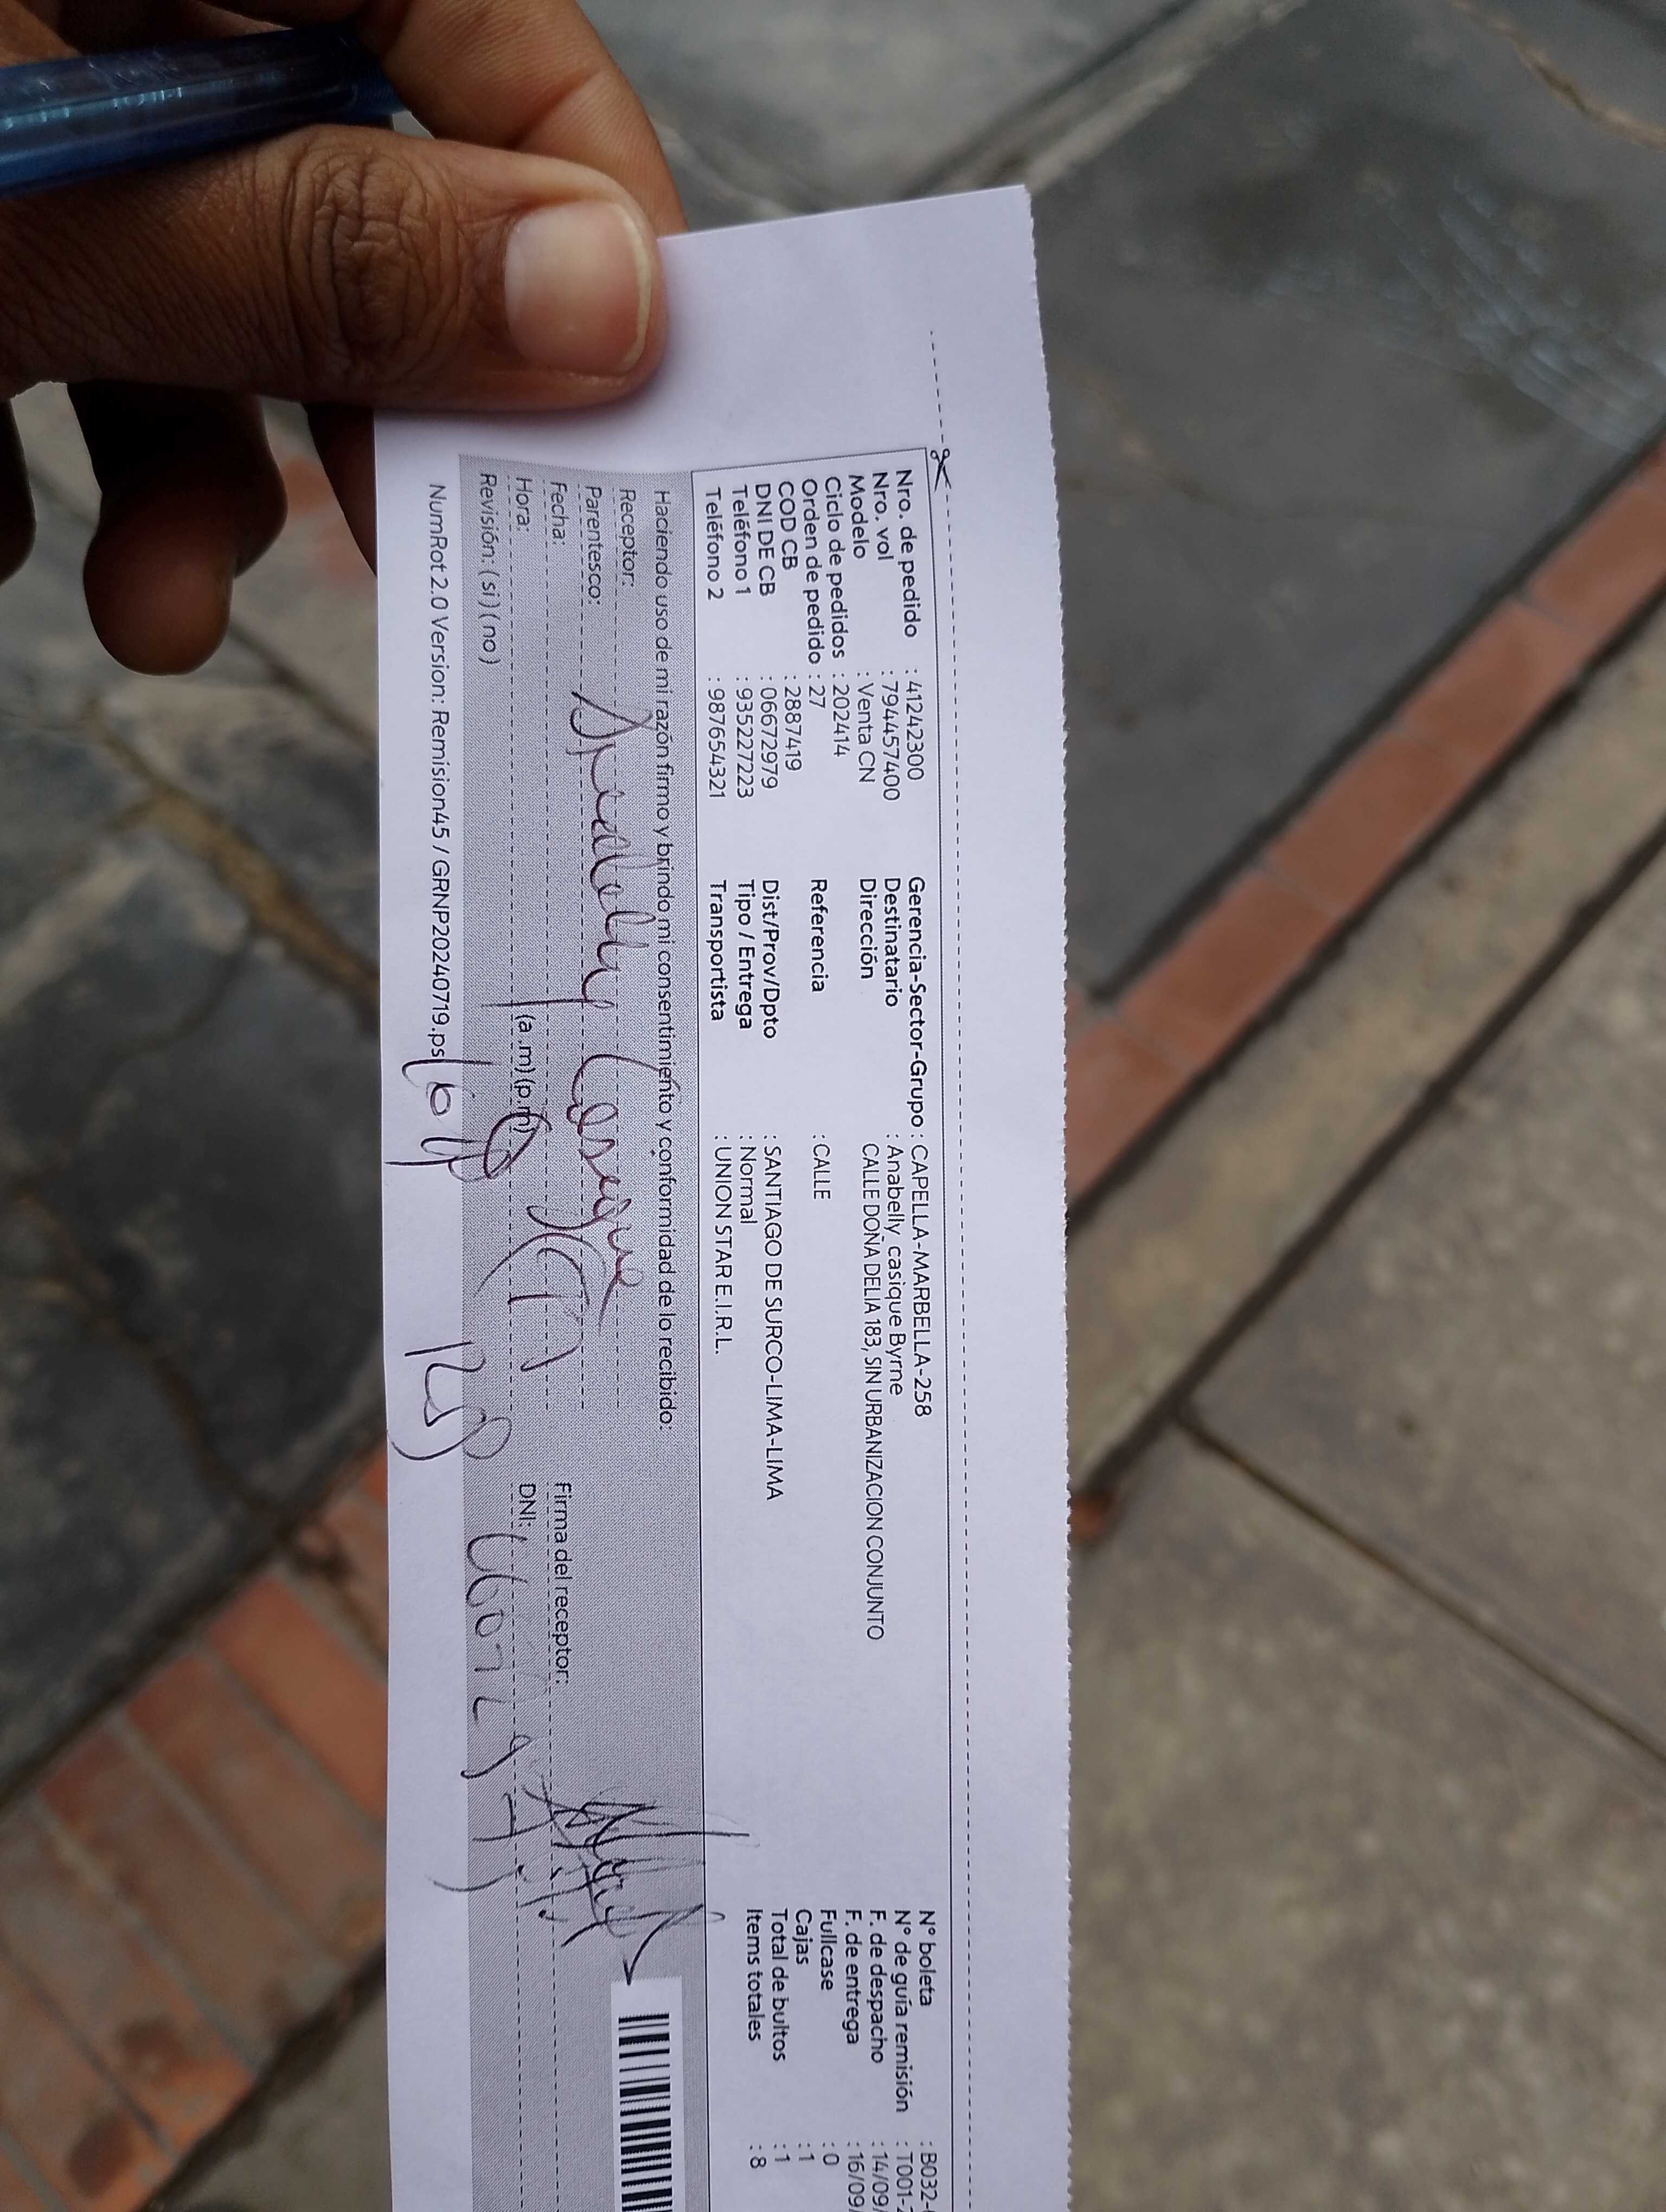 Nro. de pedido : 41242300
Nro. vol : 794457400
Modelo : Venta CN
Ciclo de pedidos : 202414
Orden de pedido : 27
COD CB : 2887419
DNI DE CB : 06672979
Teléfono 1 : 935227223
Teléfono 2 : 987654321
Gerencia-Sector-Grupo : CAPELLA-MARBELLA-258
Destinatario : Anabelly casique Byrne
Dirección CALLE DOÑA DELIA 183, SIN URBANIZACION CONJUNTO
Referencia : CALLE
Dist/Prov/Dpto : SANTIAGO DE SURCO-LIMA-LIMA
Tipo / Entrega : Normal
Transportista : UNION STAR E.I.R.L.
N° boleta : B032-
N° de guía remisión : T001-
F. de despacho : 14/09/
F. de entrega : 16/09/
Fullcase : 0
Cajas : 1
Total de bultos : 1
Items totales : 8
Haciendo uso de mi razón firmo y brindo mi consentimiento y conformidad de lo recibido:
Receptor:
Parentesco:
Fecha:
Hora: (a.m) (p.m)
Revisión: ( si ) ( no )
Firma del receptor:
DNI:
NumRot 2.0 Version: Remision45 / GRNP20240719.ps